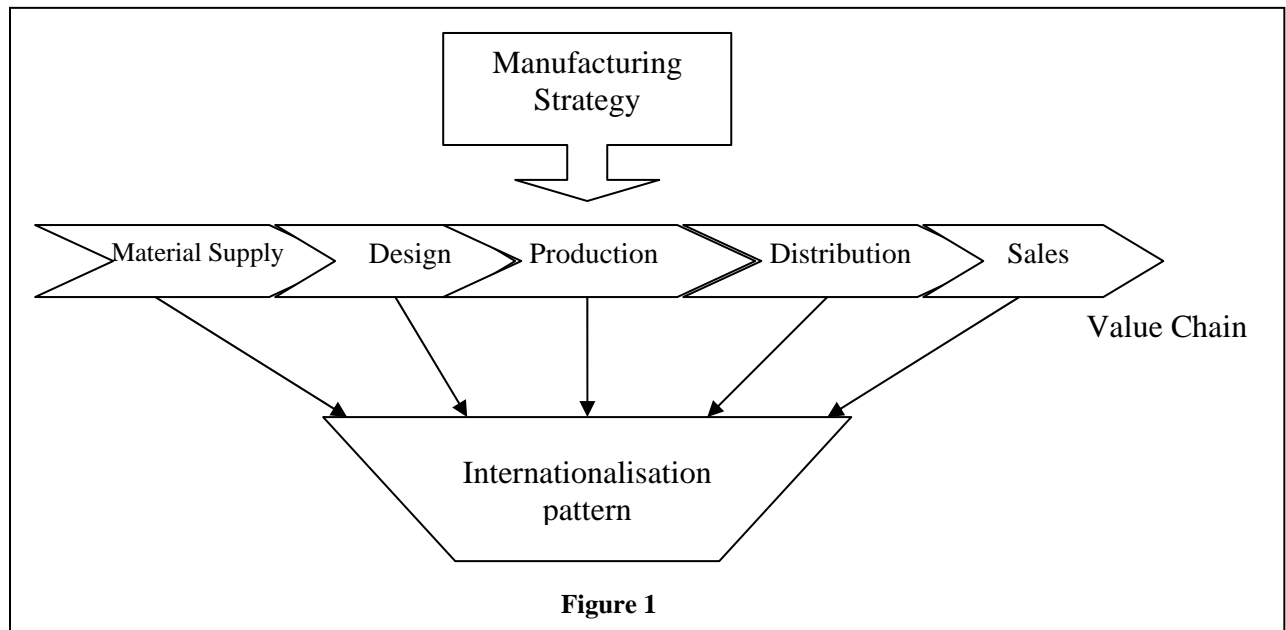 Manufacturing
Strategy
Material Supply
Design
Production
Distribution
Sales
Value Chain
Internationalisation
pattern
Figure 1